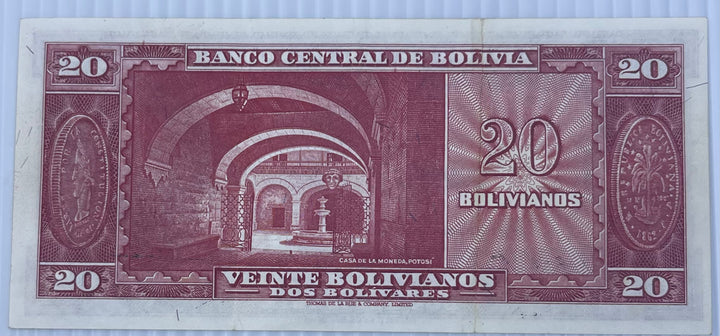 20 BANCO CENTRAL DE BOLIVIA 20
20
BOLIVIANOS
CASA DE LA MONEDA, POTOSI
20 VEINTE BOLIVIANOS 20
DOS BOLÍVARES
THOMAS DE LA RUE & COMPANY, LIMITED